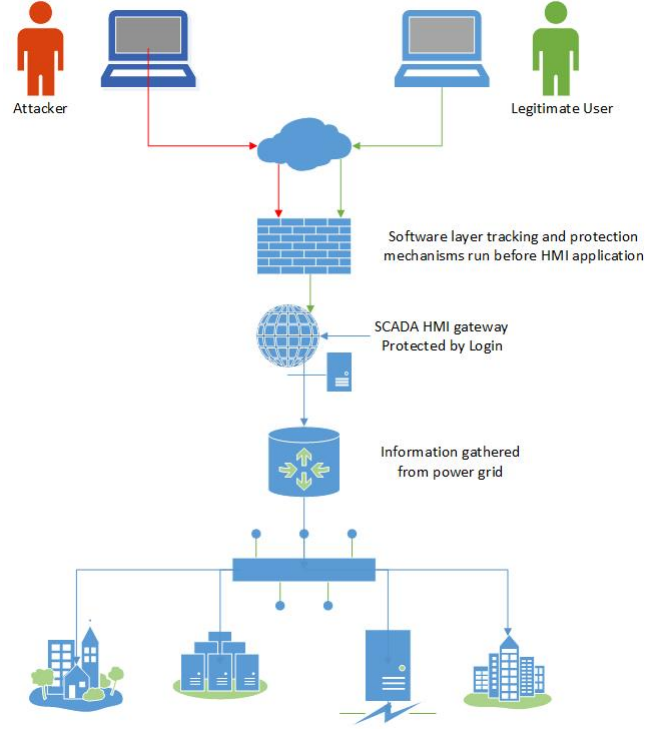 Attacker
Legitimate User
Software layer tracking and protection
mechanisms run before HMI application
SCADA HMI gateway
Protected by Login
Information gathered
from power grid